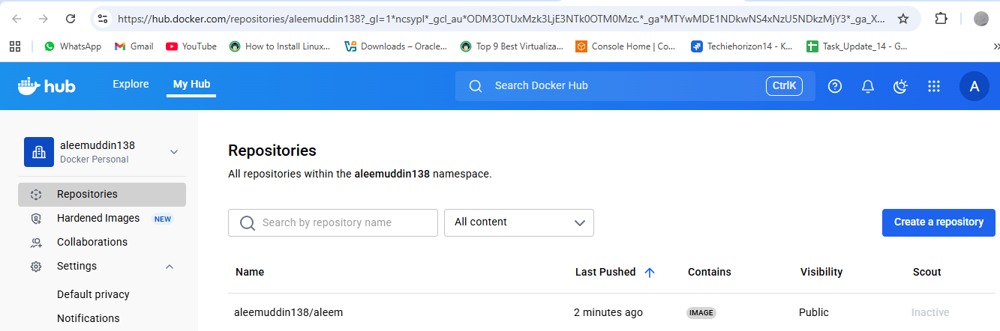 https://hub.docker.com/repositories/aleemuddin138?_gl=1*ncsypl*_gcl_au*ODM3OTUxMzk3LjE3NTk0OTM0Mzc.*_ga*MTYwMDE1NDkwNS4xNzU5NDkzMjY3*_ga_X...
WhatsApp Gmail YouTube How to Install Linux... Downloads – Oracle... Top 9 Best Virtualiza... Console Home | Co... Techiehorizon14 - K... Task_Update_14 - G...
hub Explore My Hub Search Docker Hub CtrlK A
aleemuddin138
Docker Personal
Repositories
Hardened Images NEW
Collaborations
Settings
Default privacy
Notifications
Repositories
All repositories within the aleemuddin138 namespace.
Search by repository name All content Create a repository
Name Last Pushed Contains Visibility Scout
aleemuddin138/aleem 2 minutes ago IMAGE Public Inactive